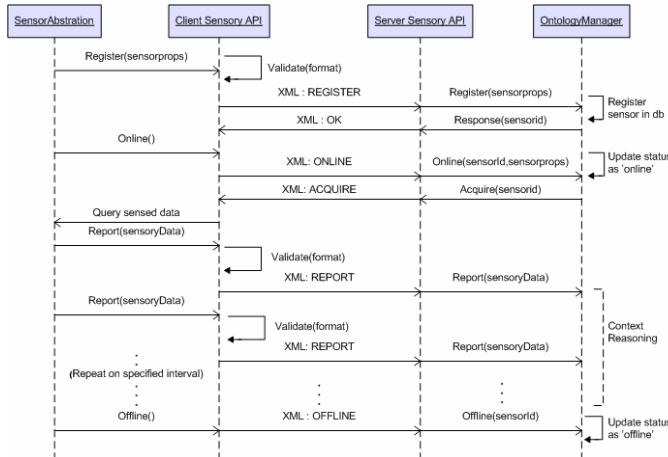 SensorAbstration
Client Sensory API
Server Sensory API
OntologyManager
Register(sensorprops)
Validate(format)
XML : REGISTER
Register(sensorprops)
Register
sensor in db
XML : OK
Response(sensorid)
Online()
XML: ONLINE
Online(sensorId,sensorprops)
Update status
as 'online'
XML: ACQUIRE
Acquire(sensorid)
Query sensed data
Report(sensoryData)
Validate(format)
XML: REPORT
Report(sensoryData)
Report(sensoryData)
Validate(format)
Context
Reasoning
XML: REPORT
Report(sensoryData)
(Repeat on specified interval)
Offline()
XML : OFFLINE
Offline(sensorId)
Update status
as 'offline'